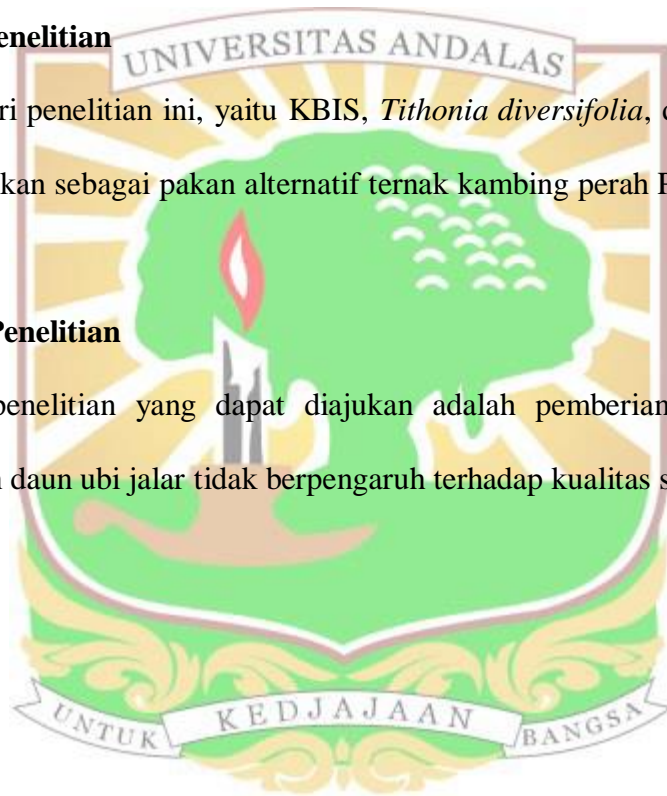 enelitian
UNIVERSITAS ANDALAS
ri penelitian ini, yaitu KBIS, Tithonia diversifolia, d
kan sebagai pakan alternatif ternak kambing perah P
Penelitian
penelitian yang dapat diajukan adalah pemberian
n daun ubi jalar tidak berpengaruh terhadap kualitas s
UNTUK KEDJAJAAN BANGSA